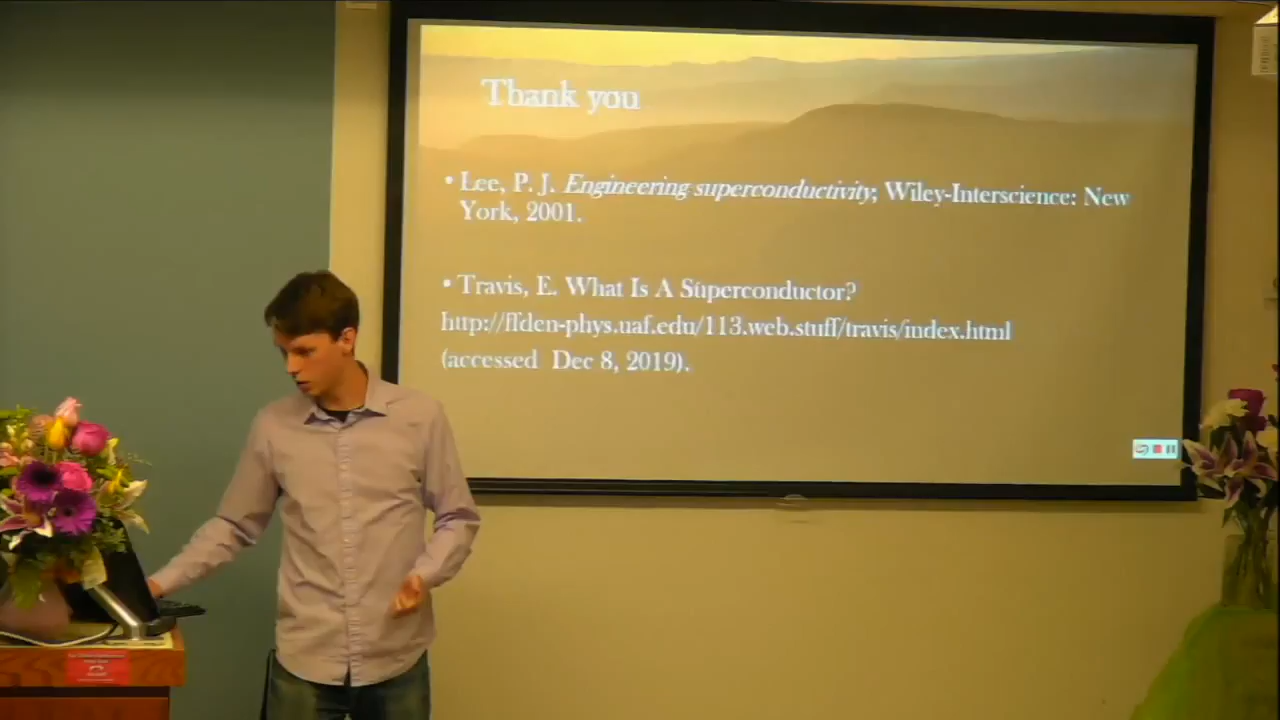 Thank you
• Lee, P. J. Engineering superconductivity; Wiley-Interscience: New
York, 2001.
• Travis, E. What Is A Superconductor?
http://ffden-phys.uaf.edu/113.web.stuff/travis/index.html
(accessed Dec 8, 2019).